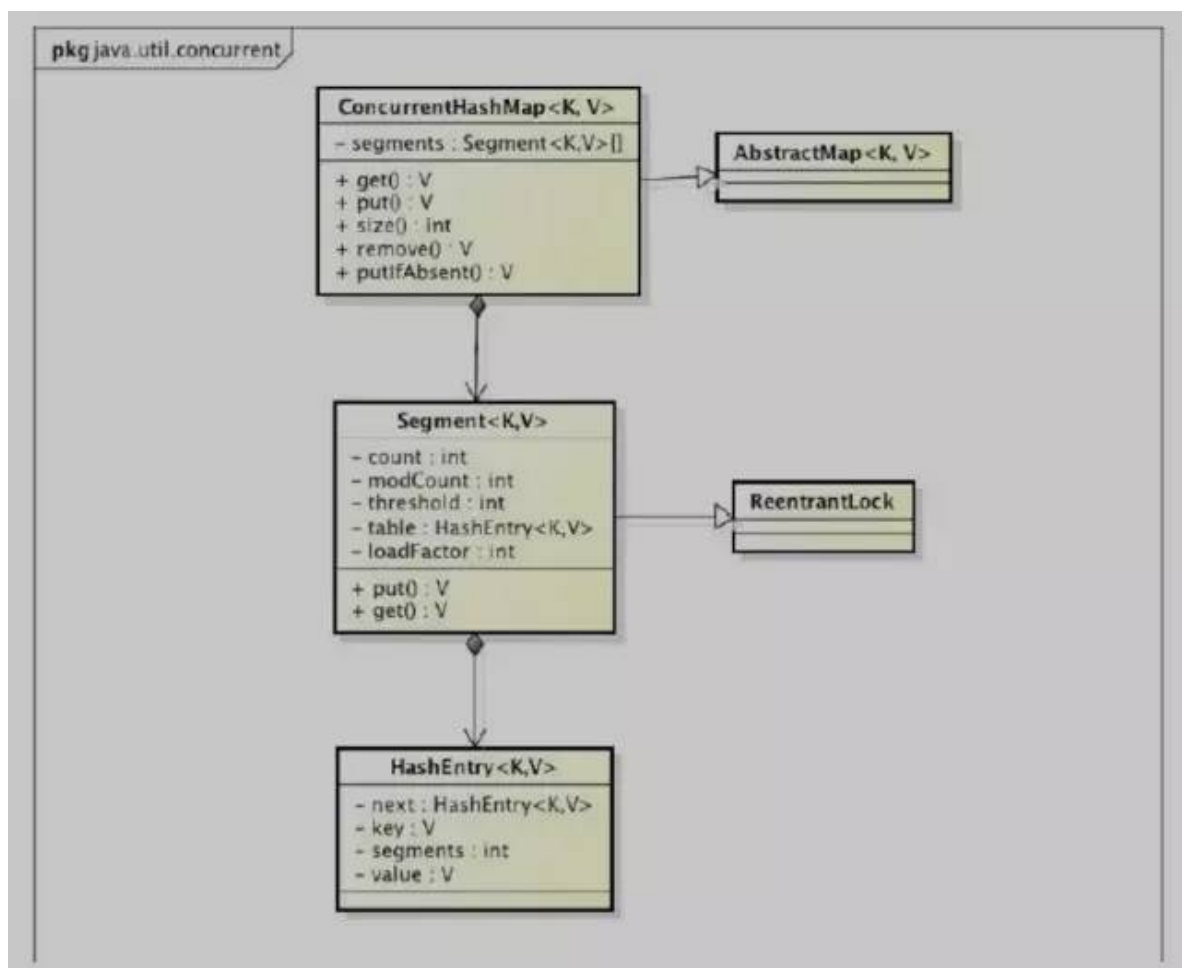 pkg java.util.concurrent
ConcurrentHashMap<K, V>
- segments : Segment<K,V>[]
+ get() : V
+ put() : V
+ size() : int
+ remove() : V
+ putIfAbsent() : V
AbstractMap<K, V>
Segment<K,V>
- count : int
- modCount : int
- threshold : int
- table : HashEntry<K,V>
- loadFactor : int
+ put() : V
+ get() : V
ReentrantLock
HashEntry<K,V>
- next : HashEntry<K,V>
- key : V
- segments : int
- value : V